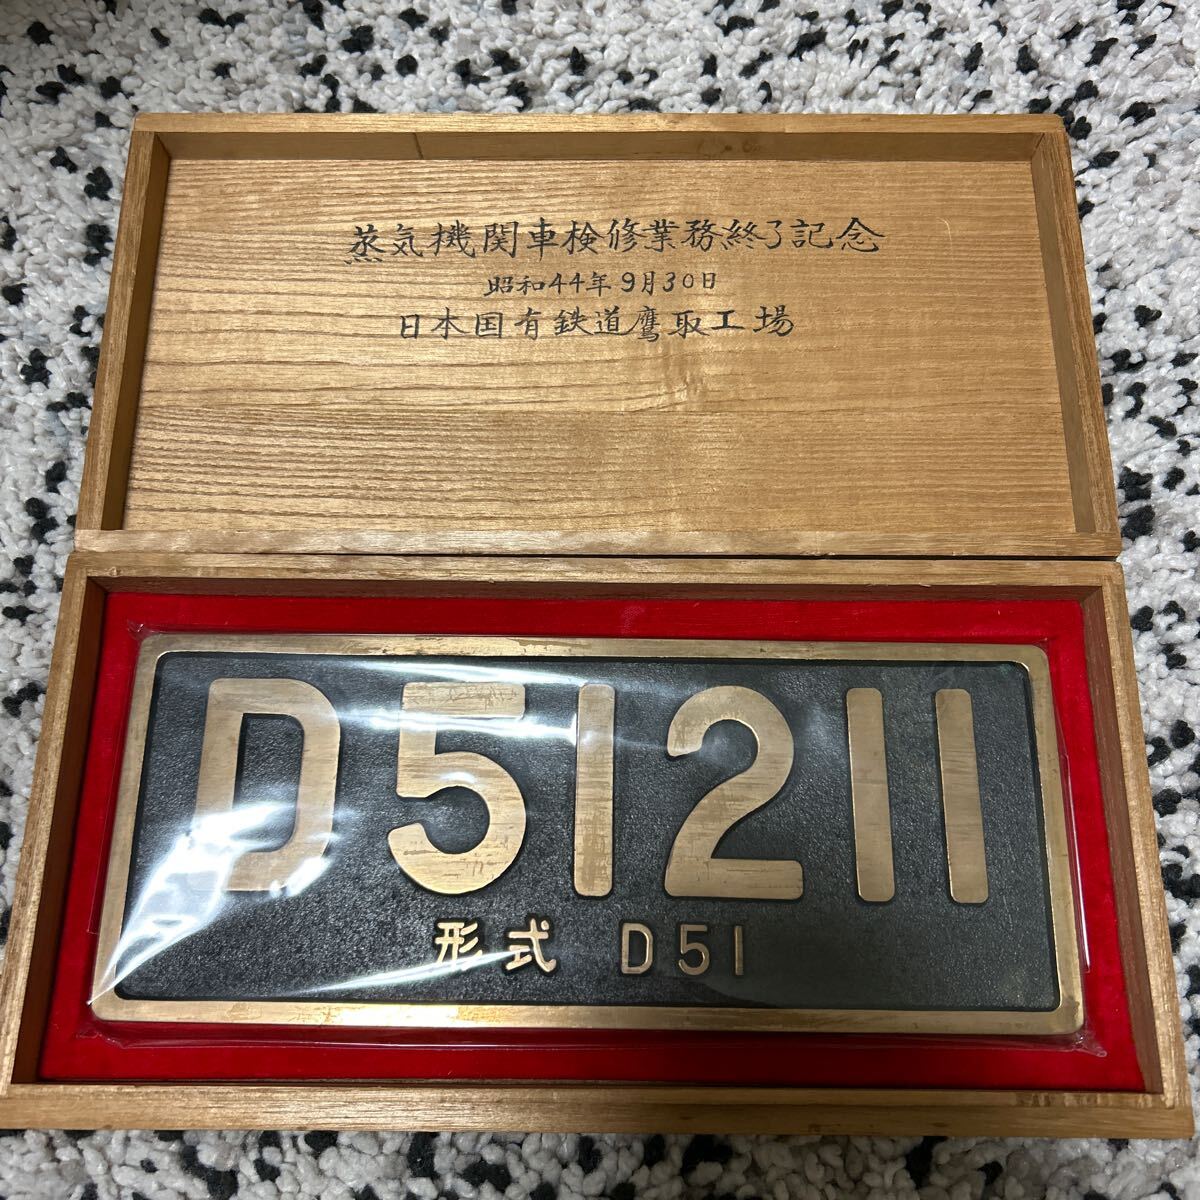 蒸気機関車検修業務終了記念
昭和44年9月30日
日本国有鉄道鷹取工場
D51211
形式 D51